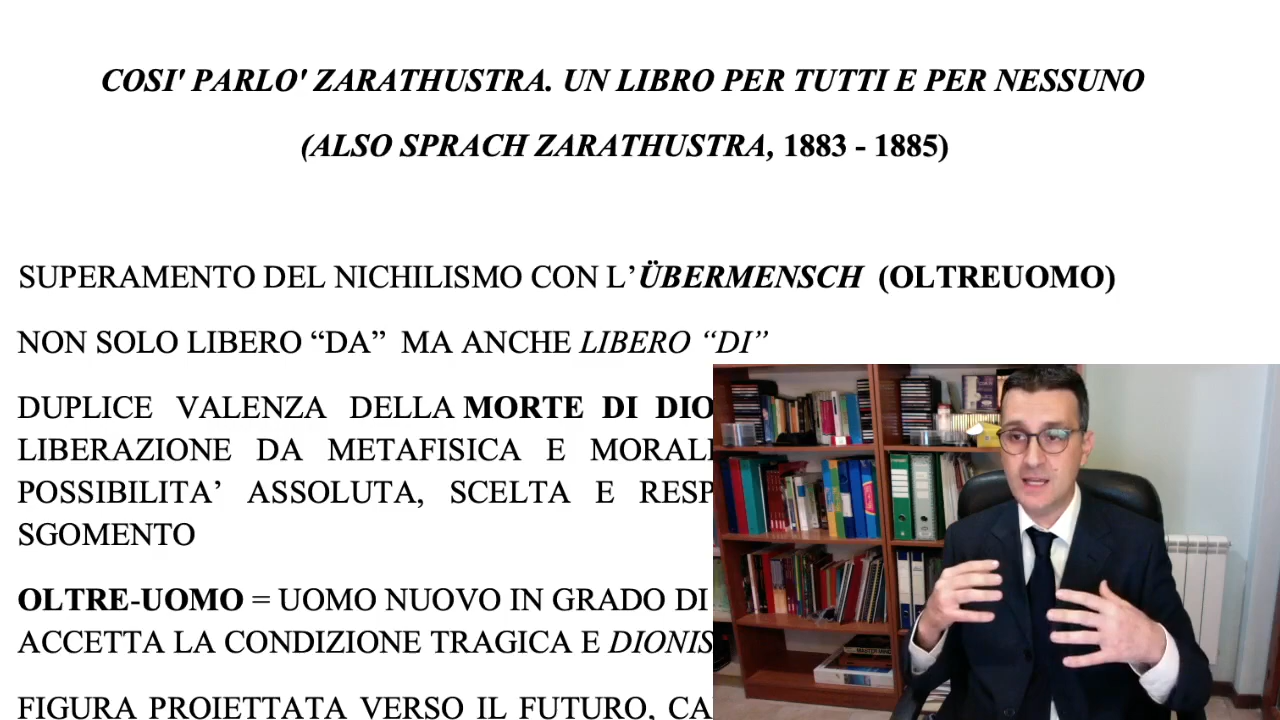 COSI' PARLO' ZARATHUSTRA. UN LIBRO PER TUTTI E PER NESSUNO
(ALSO SPRACH ZARATHUSTRA, 1883 - 1885)
SUPERAMENTO DEL NICHILISMO CON L’ÜBERMENSCH (OLTREUOMO)
NON SOLO LIBERO “DA” MA ANCHE LIBERO “DI”
DUPLICE VALENZA DELLA MORTE DI DIO
LIBERAZIONE DA METAFISICA E MORALE
POSSIBILITA’ ASSOLUTA, SCELTA E RESP
SGOMENTO
OLTRE-UOMO = UOMO NUOVO IN GRADO DI
ACCETTA LA CONDIZIONE TRAGICA E DIONIS
FIGURA PROIETTATA VERSO IL FUTURO, CA